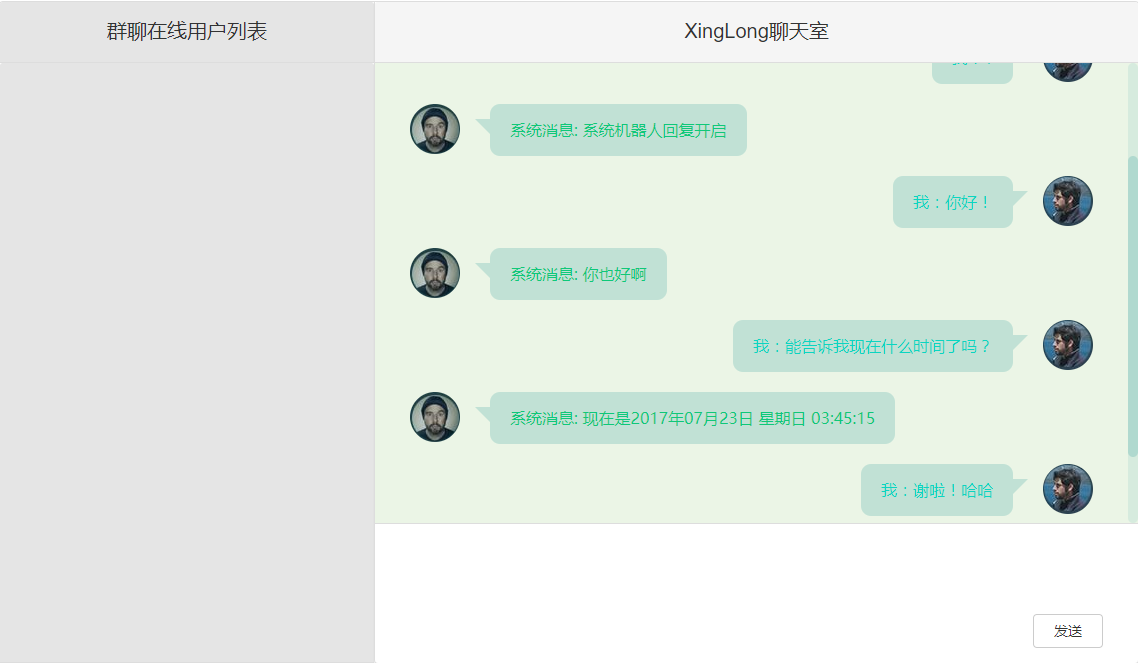 群聊在线用户列表
XingLong聊天室
系统消息: 系统机器人回复开启
我：你好！
系统消息: 你也好啊
我：能告诉我现在什么时间了吗？
系统消息: 现在是2017年07月23日 星期日 03:45:15
我：谢啦！哈哈
发送